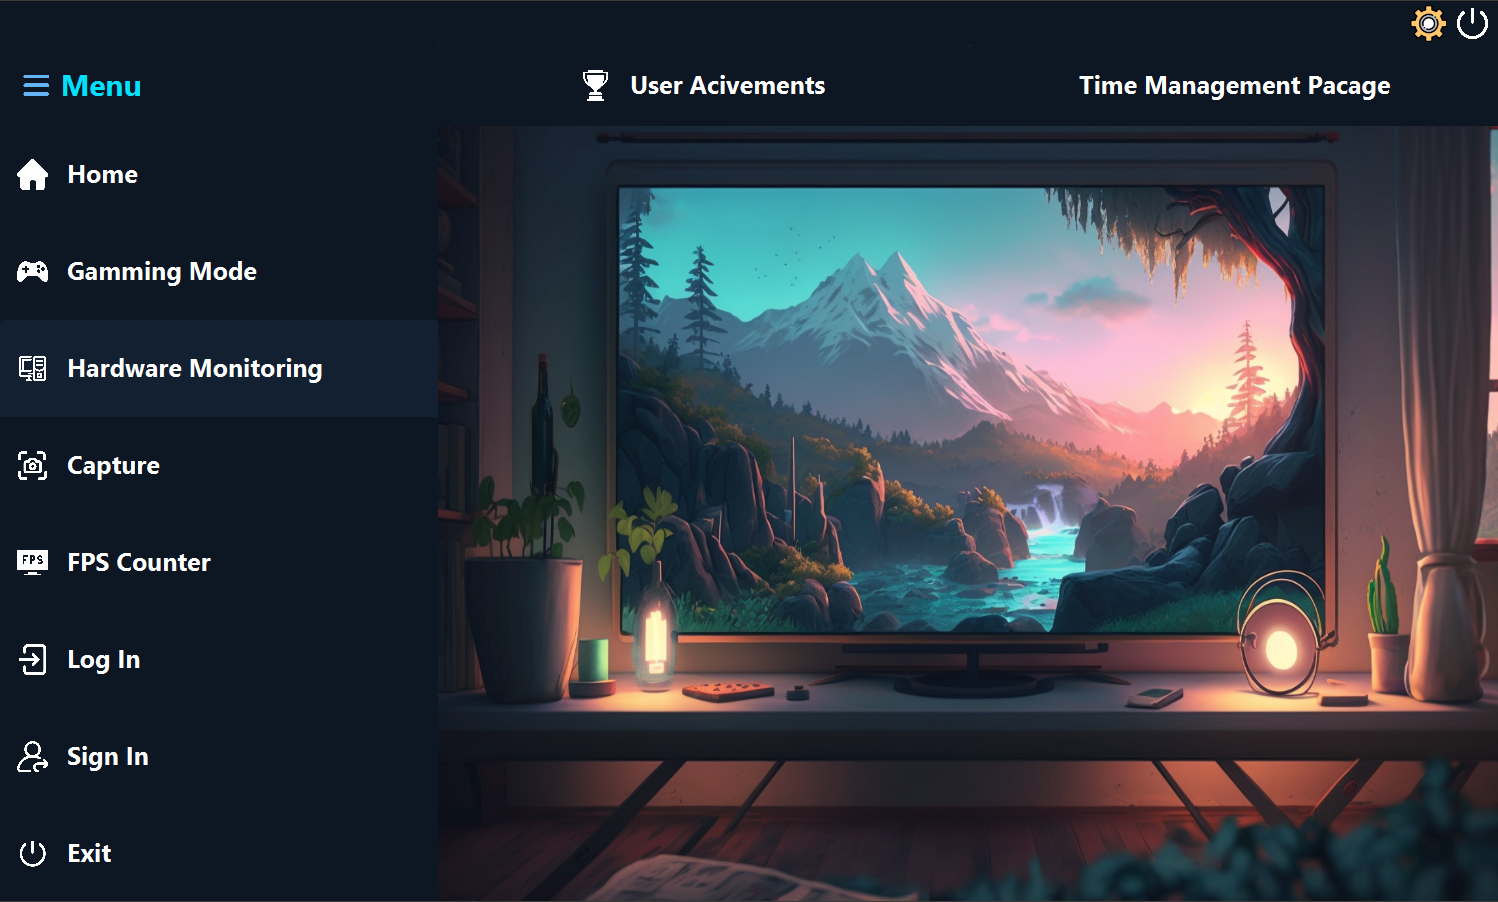 Menu
User Acivements
Time Management Pacage
Home
Gamming Mode
Hardware Monitoring
Capture
FPS
FPS Counter
Log In
Sign In
Exit